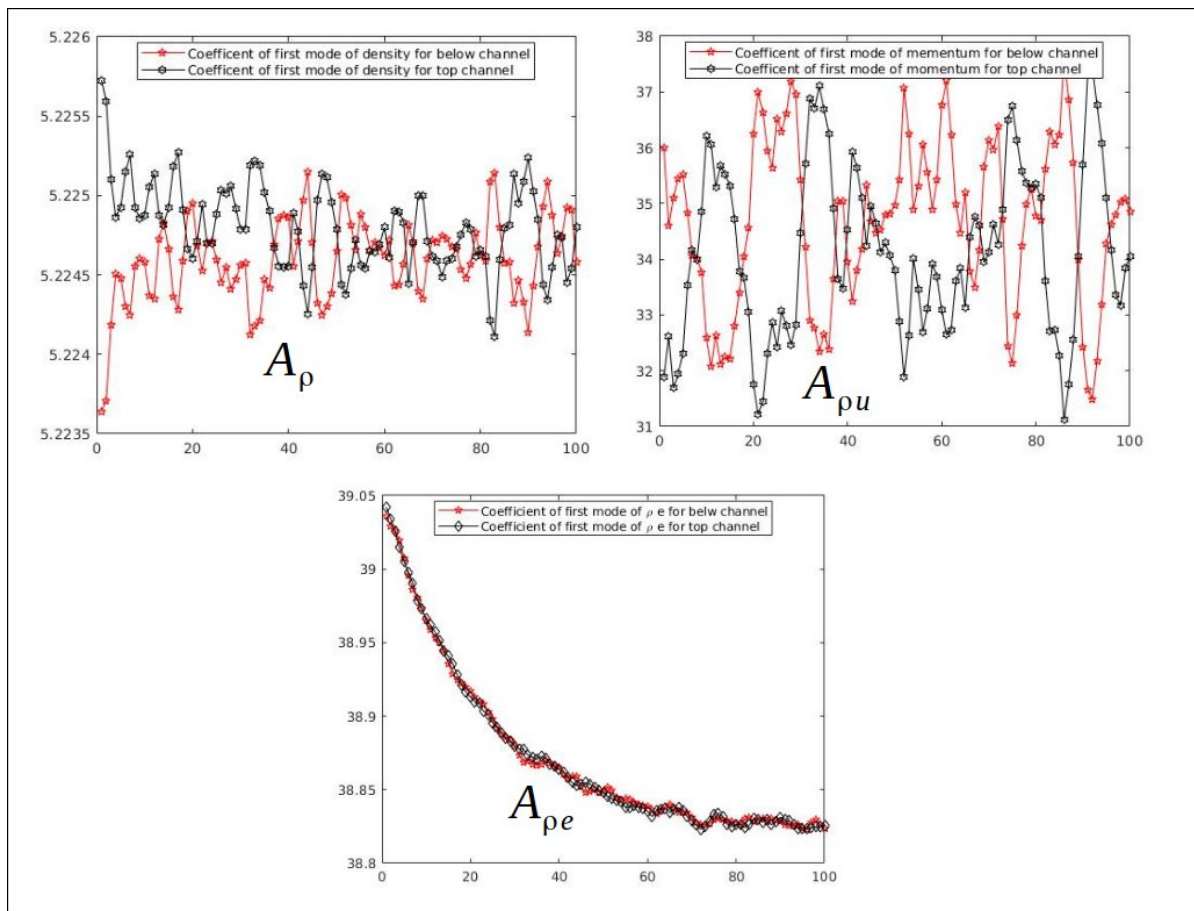 5.226
5.2255
5.225
5.2245
5.224
5.2235
0 20 40 60 80 100
Coefficent of first mode of density for below channel
Coefficent of first mode of density for top channel
Aρ
38
37
36
35
34
33
32
31
0 20 40 60 80 100
Coefficent of first mode of mementum for below channel
Coefficent of first mode of momentum for top channel
Aρu
39.05
39
38.95
38.9
38.85
38.8
0 20 40 60 80 100
Coefficient of first mode of ρ e for belw channel
Coefficient of first mode of ρ e for top channel
Aρe